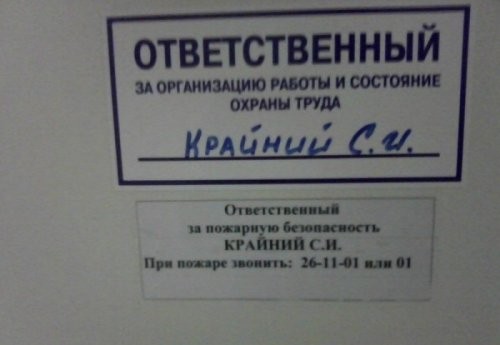 ОТВЕТСТВЕННЫЙ
ЗА ОРГАНИЗАЦИЮ РАБОТЫ И СОСТОЯНИЕ
ОХРАНЫ ТРУДА
КРАЙНИЙ С.И.
Ответственный
за пожарную безопасность
КРАЙНИЙ С.И.
При пожаре звонить: 26-11-01 или 01